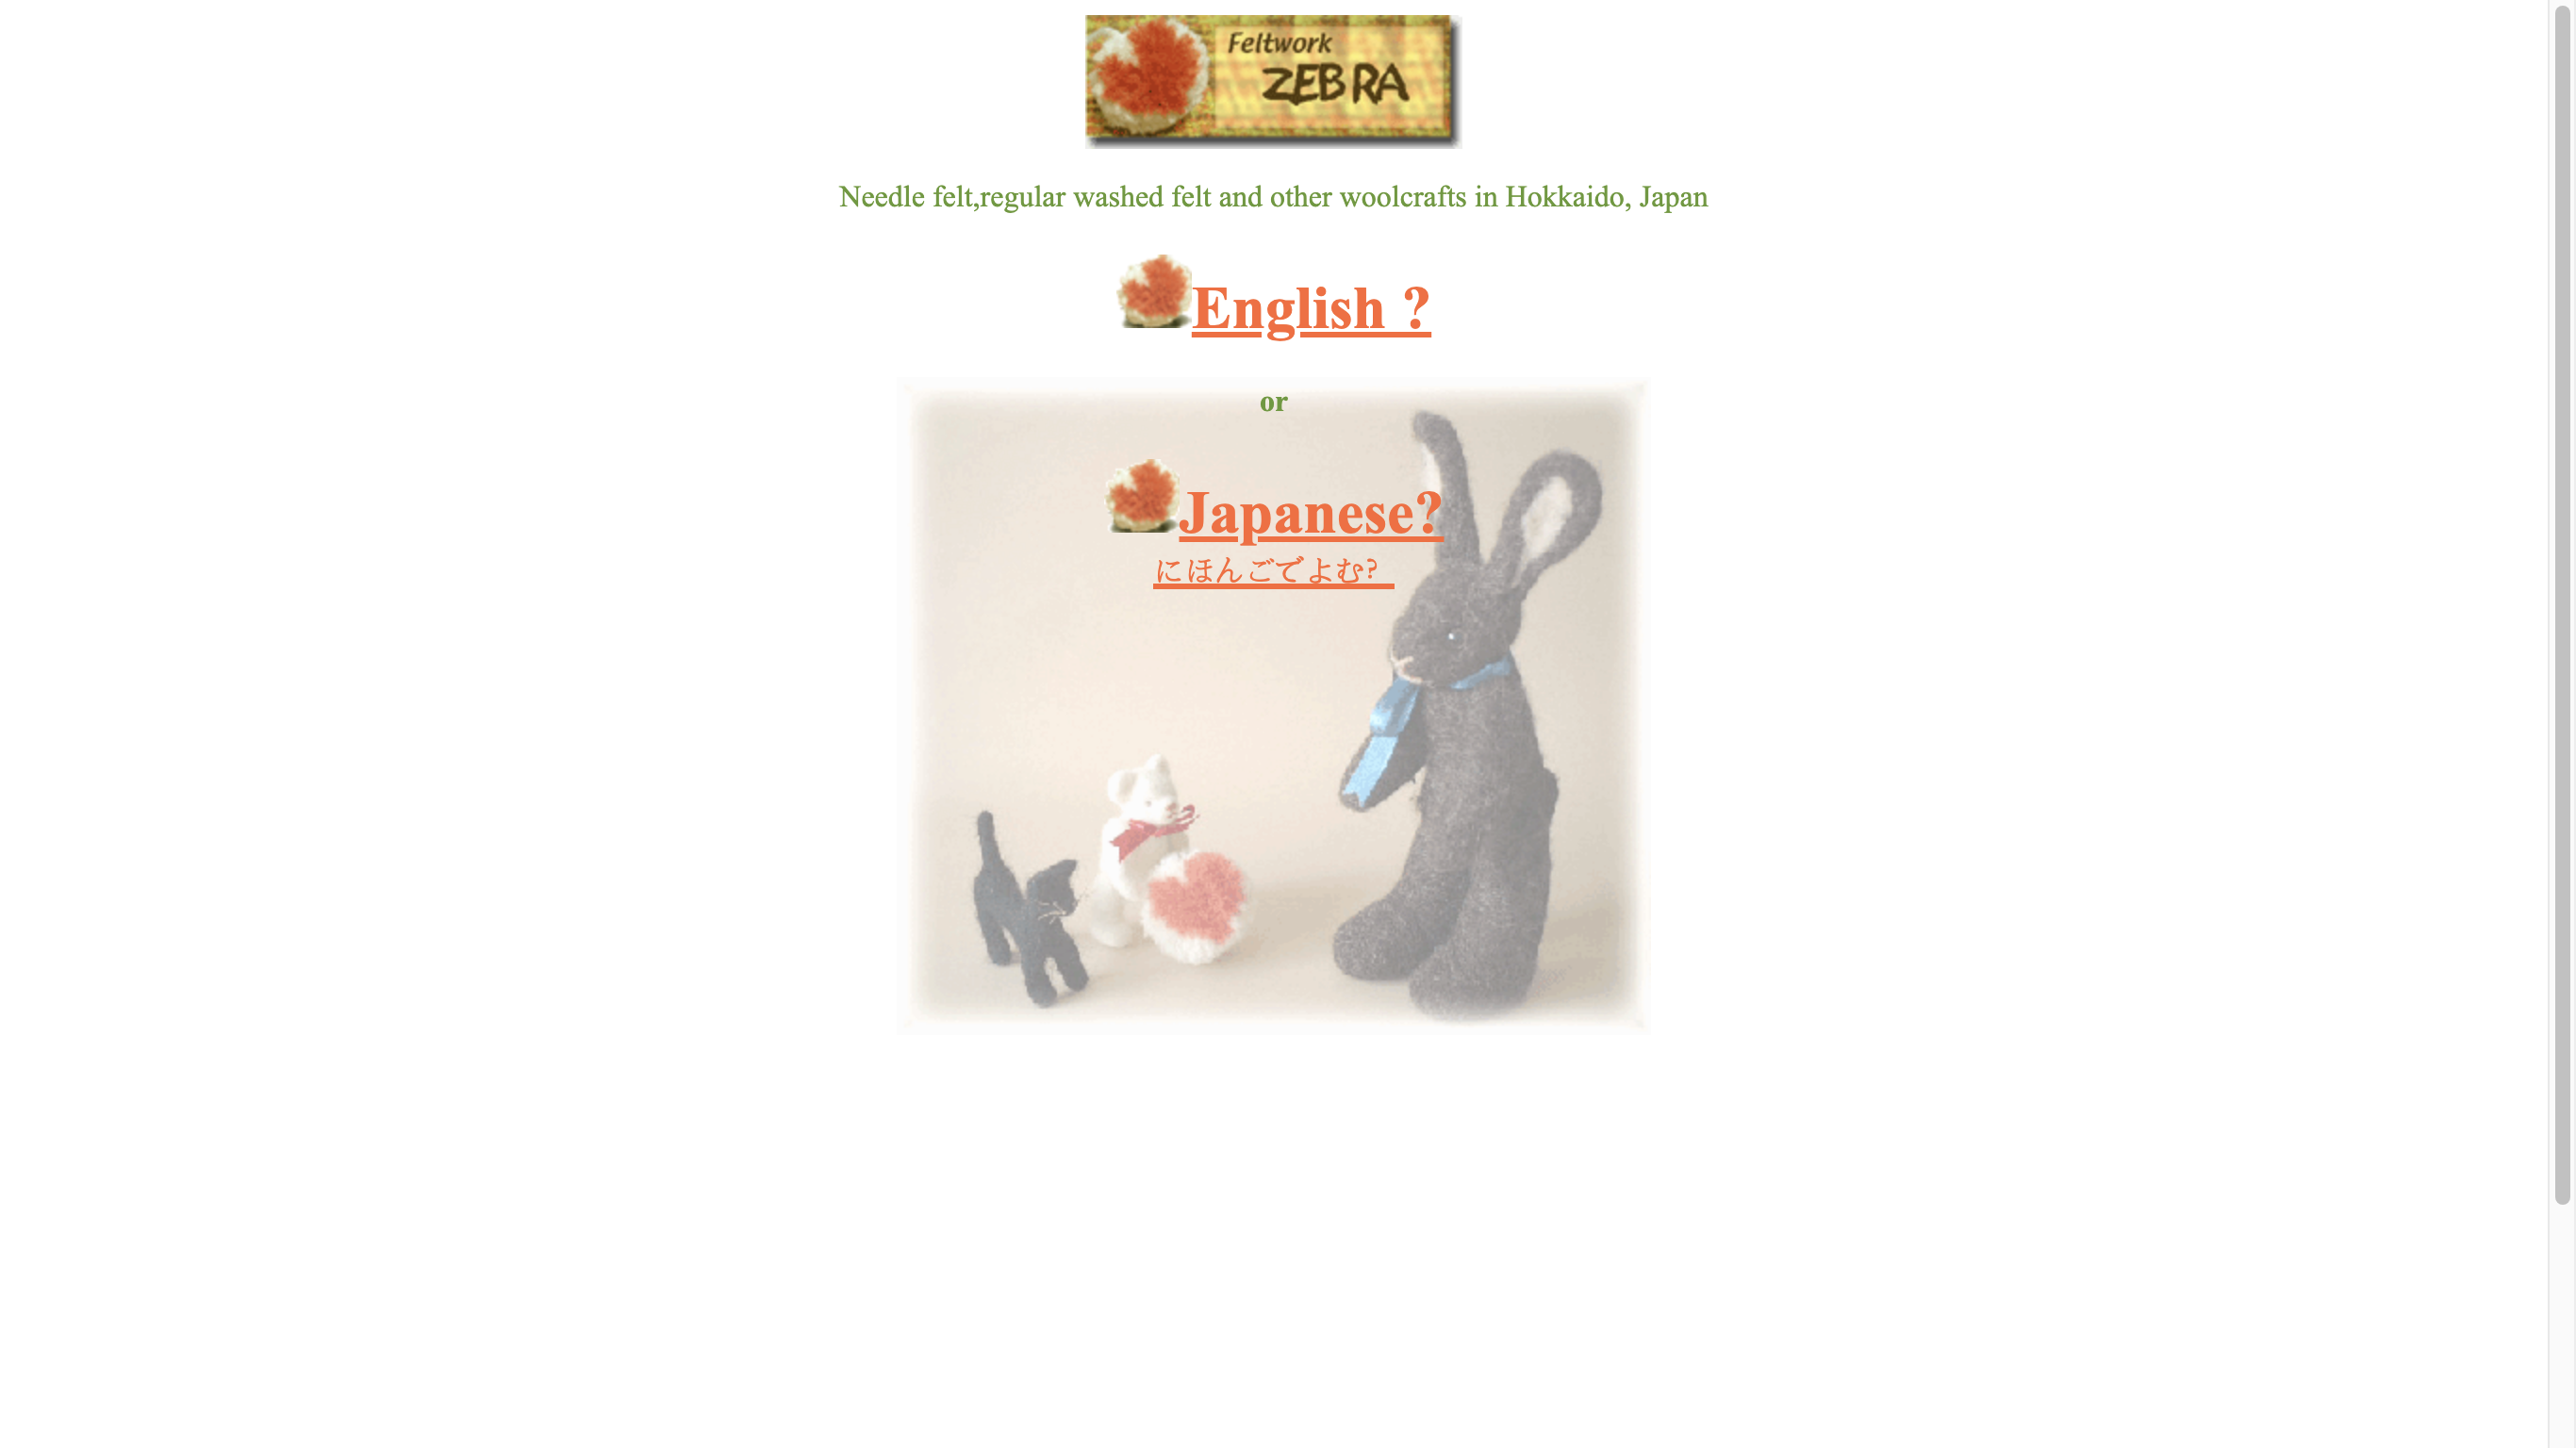 Feltwork
ZEBRA
Needle felt,regular washed felt and other woolcrafts in Hokkaido, Japan
English ?
or
Japanese?
にほんごでよむ?